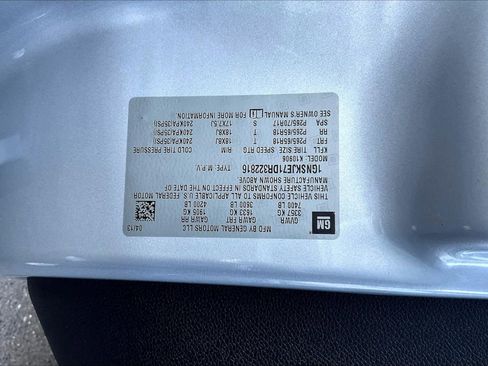 MFD BY GENERAL MOTORS LLC 04/13
GVWR GAWR FRT GAWR RR
3357 KG 1633 KG 1905 KG
7400 LB 3600 LB 4200 LB
THIS VEHICLE CONFORMS TO ALL APPLICABLE U.S. FEDERAL MOTOR
VEHICLE SAFETY STANDARDS IN EFFECT ON THE DATE OF
MANUFACTURE SHOWN ABOVE.
1GNSKJE71DR322816 TYPE: M.P.V.
MODEL: K10906
TIRE SIZE SPEED RTG RIM COLD TIRE PRESSURE
FRT P265/65R18 T 18X8J 240KPA(35PSI)
RR P265/65R18 T 18X8J 240KPA(35PSI)
SPA P265/70R17 S 17X7.5J 240KPA(35PSI)
SEE OWNER'S MANUAL FOR MORE INFORMATION
GM